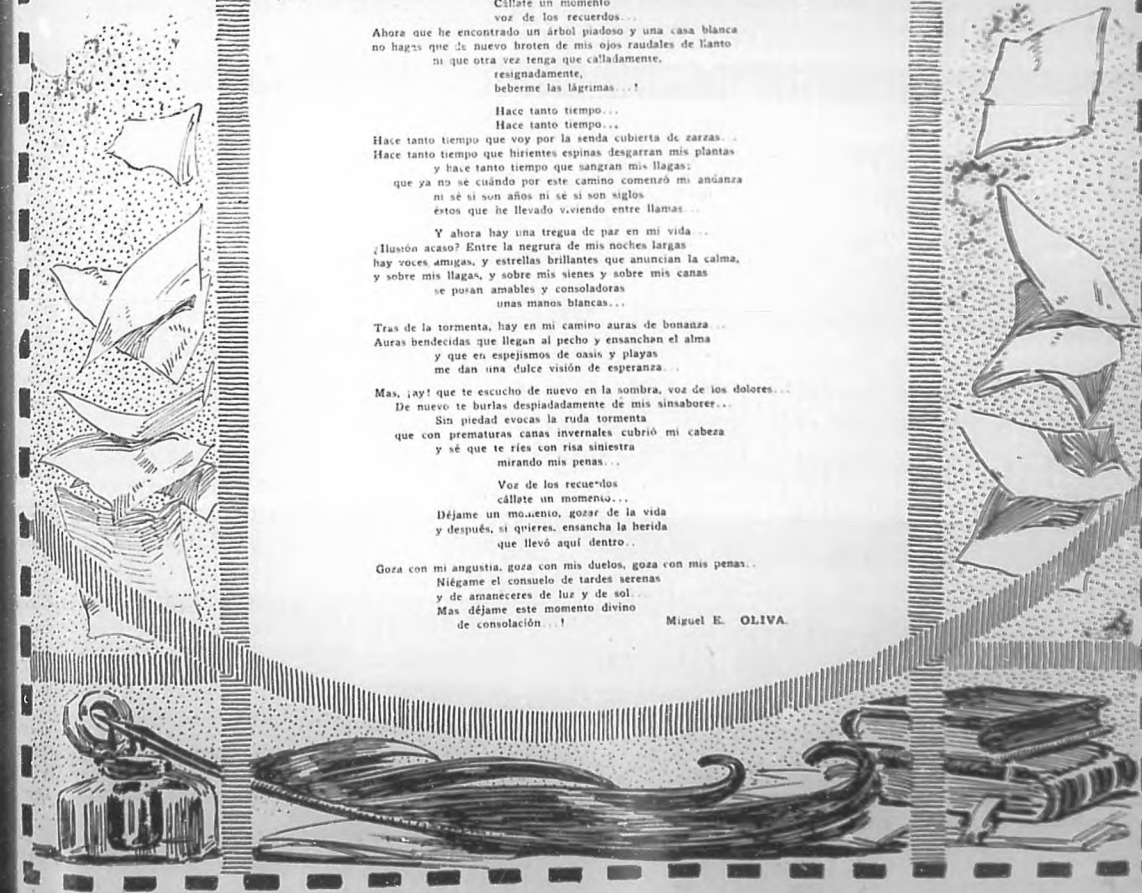 Cállate un momento
voz de los recuerdos...
Ahora que he encontrado un árbol piadoso y una casa blanca
no hagas que de nuevo broten de mis ojos raudales de llanto
ni que otra vez tenga que calladamente,
resignadamente,
beberme las lágrimas...!
Hace tanto tiempo...
Hace tanto tiempo...
Hace tanto tiempo que voy por la senda cubierta de zarzas...
Hace tanto tiempo que hirientes espinas desgarran mis plantas
y hace tanto tiempo que sangran mis llagas;
que ya no sé cuándo por este camino comenzó mi andanza
ni sé si son años ni sé si son siglos
éstos que he llevado viviendo entre llamas...
Y ahora hay una tregua de paz en mi vida...
¿Ilusión acaso? Entre la negrura de mis noches largas
hay voces amigas, y estrellas brillantes que anuncian la calma,
y sobre mis llagas, y sobre mis sienes y sobre mis canas
se posan amables y consoladoras
unas manos blancas...
Tras de la tormenta, hay en mi camino auras de bonanza...
Auras bendecidas que llegan al pecho y ensanchan el alma
y que en espejismos de oasis y playas
me dan una dulce visión de esperanza...
Mas, ¡ay! que te escucho de nuevo en la sombra, voz de los dolores...
De nuevo te burlas despiadadamente de mis sinsabores...
Sin piedad evocas la ruda tormenta
que con prematuras canas invernales cubrió mi cabeza
y sé que te ríes con risa siniestra
mirando mis penas...
Voz de los recuerdos
cállate un momento...
Déjame un momento, gozar de la vida
y después, si quieres, ensancha la herida
que llevó aquí dentro..
Goza con mi angustia, goza con mis duelos, goza con mis penas..
Niégame el consuelo de tardes serenas
y de amaneceres de luz y de sol...
Mas déjame este momento divino
de consolación...!
Miguel E. OLIVA.